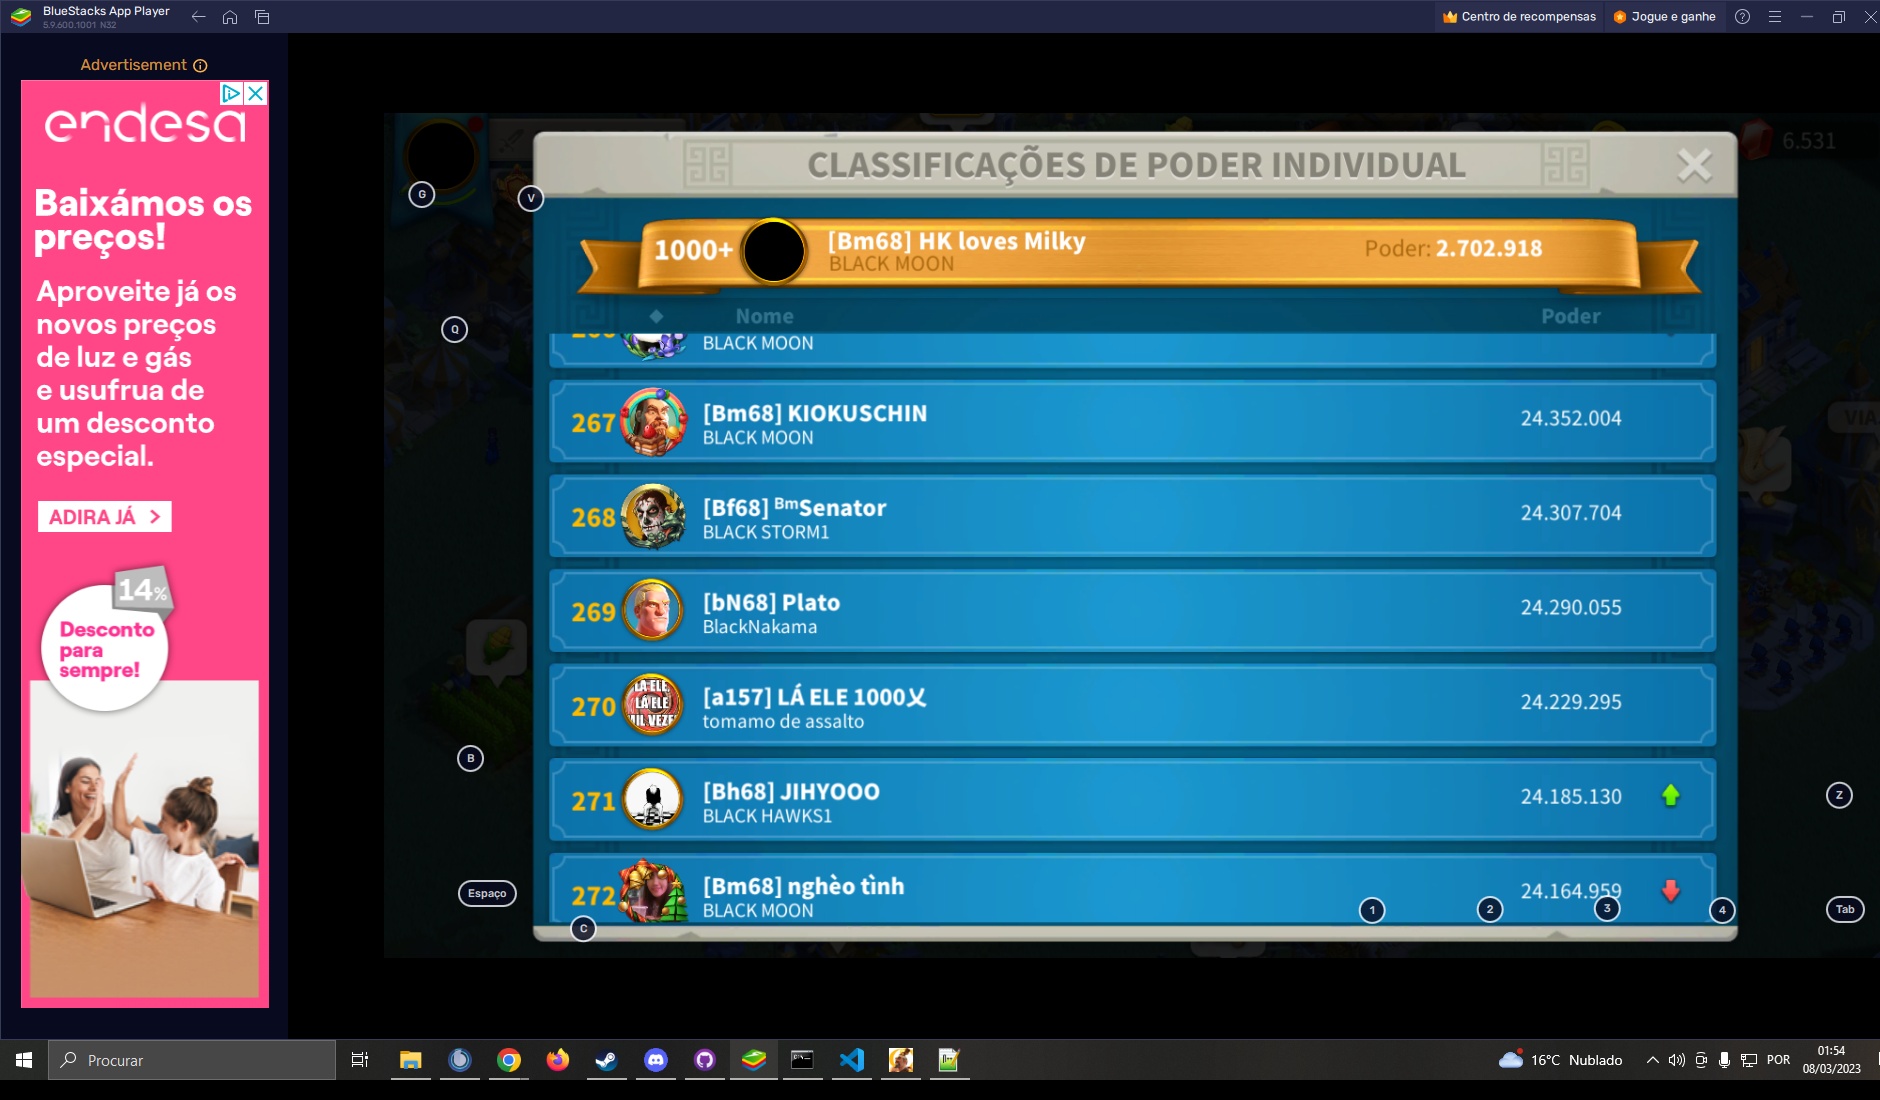 BlueStacks App Player
5.9.600.1001 N32
Centro de recompensas
Jogue e ganhe
Advertisement
endesa
Baixámos os
preços!
Aproveite já os
novos preços
de luz e gás
e usufrua de
um desconto
especial.
ADIRA JÁ >
14%
Desconto
para
sempre!
6.531
CLASSIFICAÇÕES DE PODER INDIVIDUAL
G
V
1000+
[Bm68] HK loves Milky
BLACK MOON
Poder: 2.702.918
Q
Nome
Poder
BLACK MOON
267
[Bm68] KIOKUSCHIN
BLACK MOON
24.352.004
VIA
268
[Bf68] ᴮᵐSenator
BLACK STORM1
24.307.704
269
[bN68] Plato
BlackNakama
24.290.055
270
LÁ ELE
LÁ ELE
MIL VEZE
[a157] LÁ ELE 1000乂
tomamo de assalto
24.229.295
B
271
[Bh68] JIHYOOO
BLACK HAWKS1
24.185.130
Z
Espaço
272
[Bm68] nghèo tình
BLACK MOON
24.164.959
C
1
2
3
4
Tab
Procurar
16°C Nublado
POR
01:54
08/03/2023